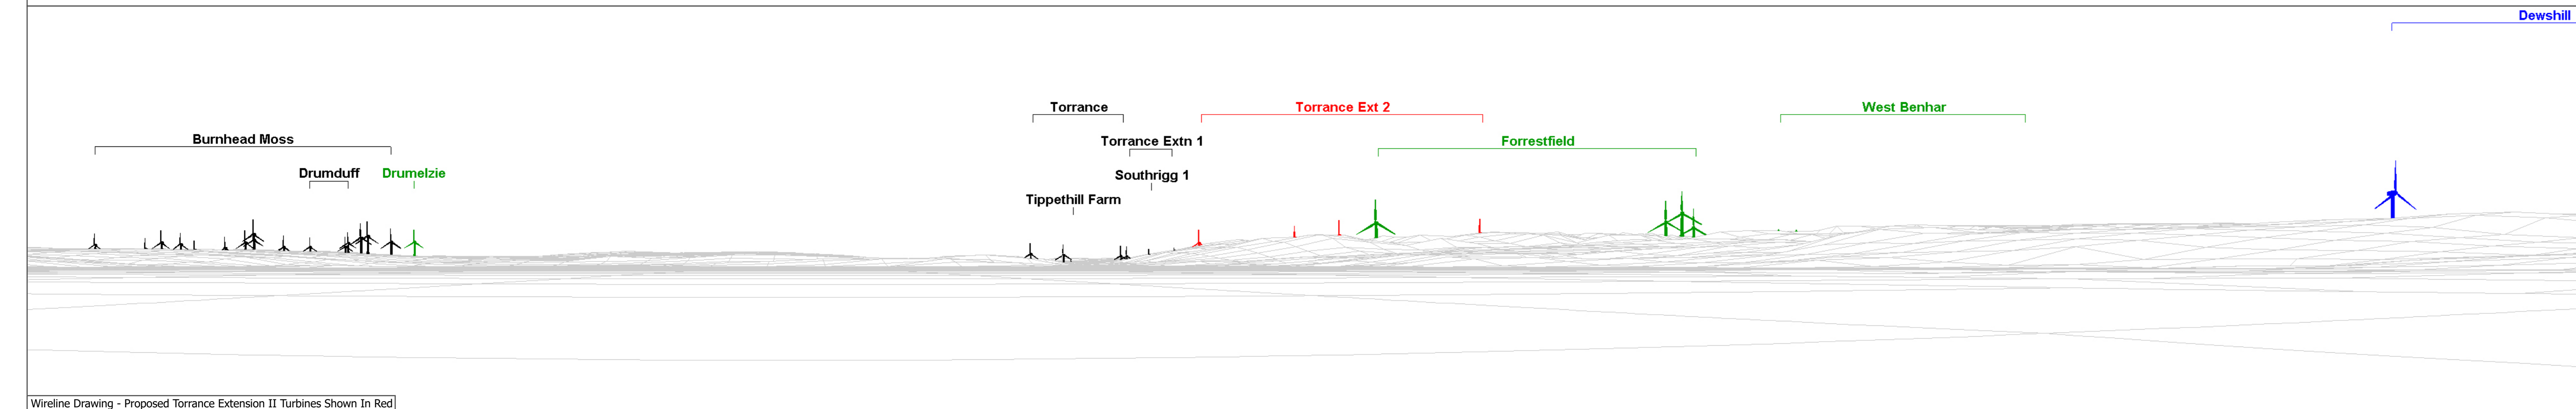 Dewshill
Torrance
Torrance Ext 2
West Benhar
Burnhead Moss
Torrance Extn 1
Forrestfield
Drumduff
Drumelzie
Southrigg 1
Tippethill Farm
Wireline Drawing - Proposed Torrance Extension II Turbines Shown In Red